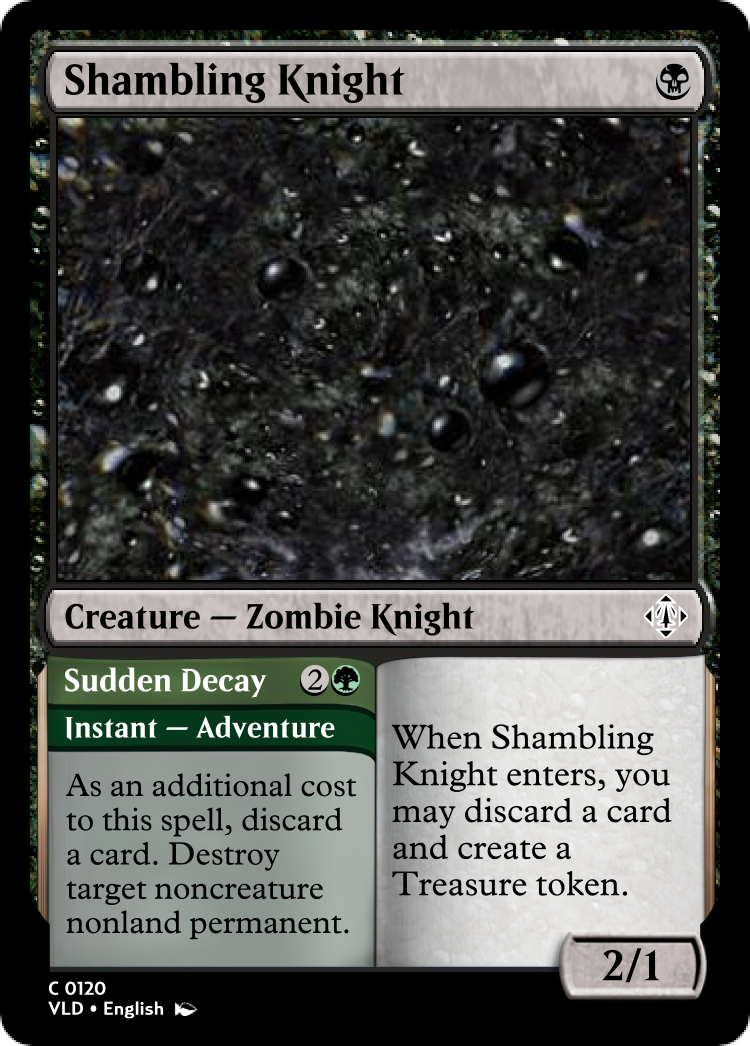 Shambling Knight
Creature — Zombie Knight
Sudden Decay 2
Instant — Adventure
As an additional cost
to this spell, discard
a card. Destroy
target noncreature
nonland permanent.
When Shambling
Knight enters, you
may discard a card
and create a
Treasure token.
2/1
C 0120
VLD • English